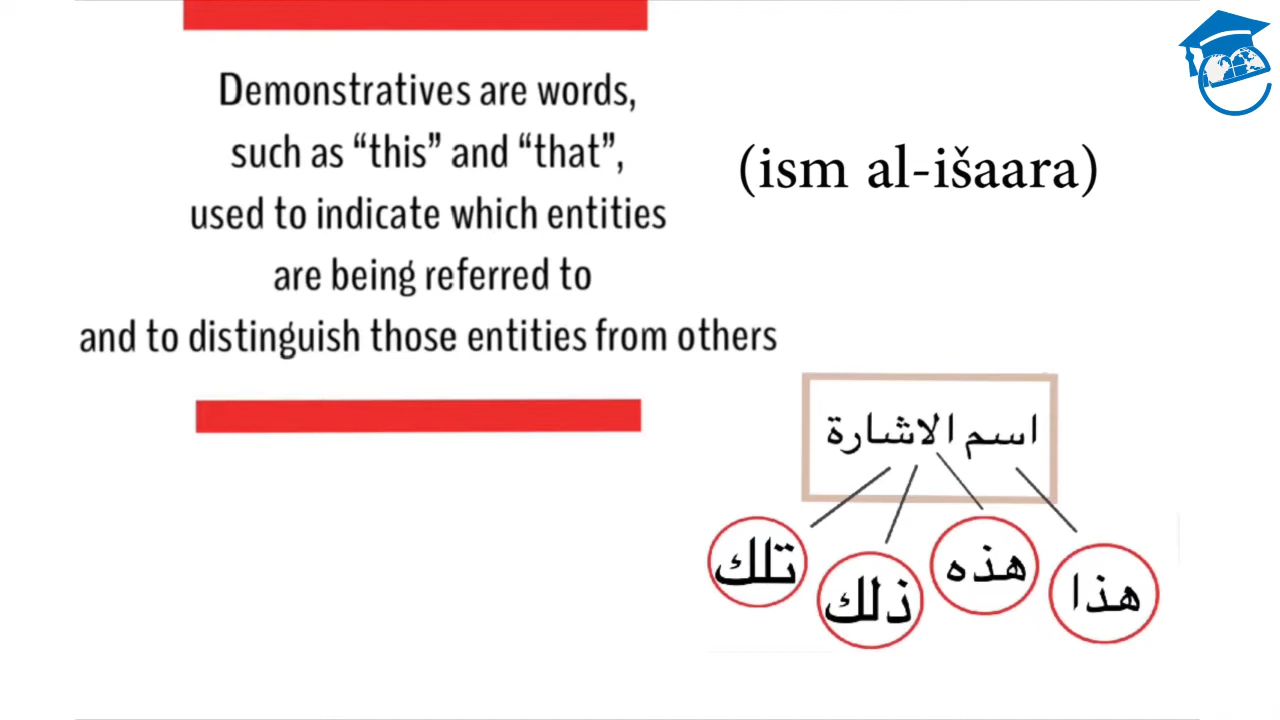 Demonstratives are words,
such as “this” and “that”,
used to indicate which entities
are being referred to
and to distinguish those entities from others
(ism al-išaara)
اسم الاشارة
هذا
هذه
ذلك
تلك